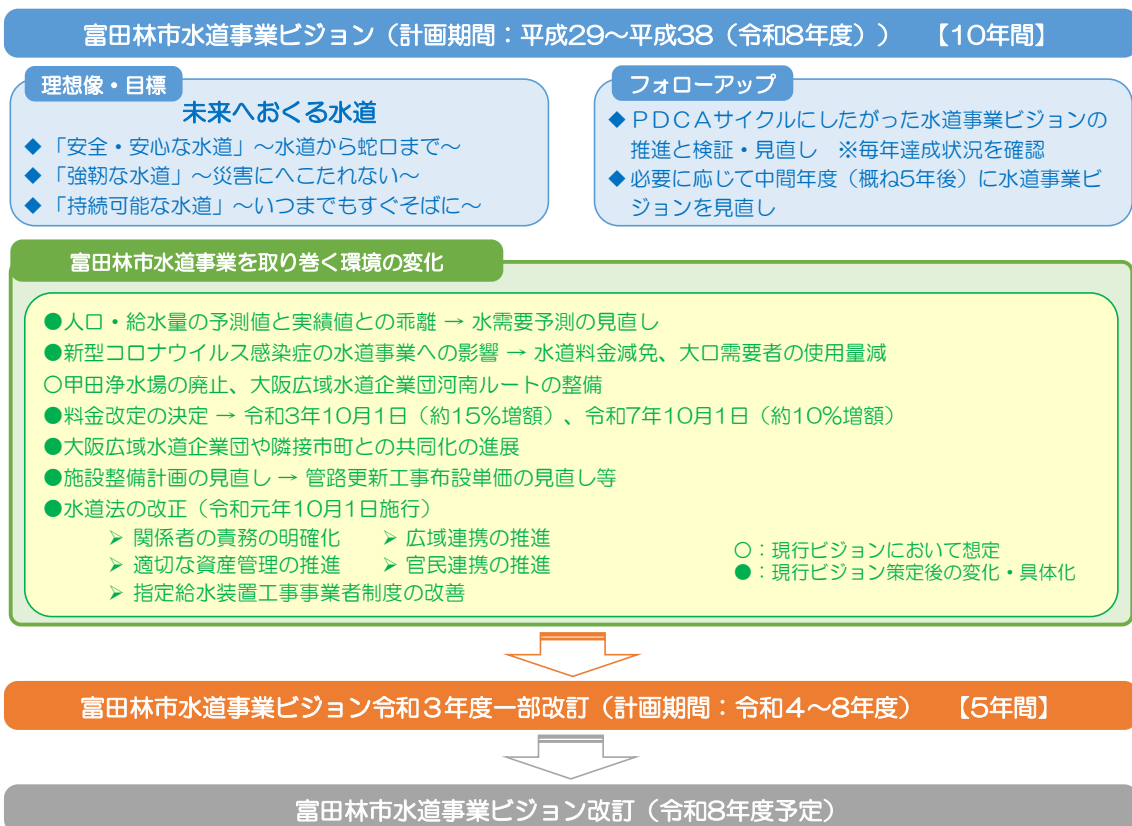 富田林市水道事業ビジョン（計画期間：平成29～平成38（令和8年度））　【10年間】
理想像・目標
未来へおくる水道
◆「安全・安心な水道」～水道から蛇口まで～
◆「強靭な水道」～災害にへこたれない～
◆「持続可能な水道」～いつまでもすぐそばに～
フォローアップ
◆ＰＤＣＡサイクルにしたがった水道事業ビジョンの
推進と検証・見直し　※毎年達成状況を確認
◆必要に応じて中間年度（概ね5年後）に水道事業ビ
ジョンを見直し
富田林市水道事業を取り巻く環境の変化
●人口・給水量の予測値と実績値との乖離 → 水需要予測の見直し
●新型コロナウイルス感染症の水道事業への影響 → 水道料金減免、大口需要者の使用量減
○甲田浄水場の廃止、大阪広域水道企業団河南ルートの整備
●料金改定の決定 → 令和3年10月1日（約15%増額）、令和7年10月1日（約10%増額）
●大阪広域水道企業団や隣接市町との共同化の進展
●施設整備計画の見直し → 管路更新工事布設単価の見直し等
●水道法の改正（令和元年10月1日施行）
➢ 関係者の責務の明確化　➢ 広域連携の推進
➢ 適切な資産管理の推進　➢ 官民連携の推進
➢ 指定給水装置工事事業者制度の改善
○：現行ビジョンにおいて想定
●：現行ビジョン策定後の変化・具体化
富田林市水道事業ビジョン令和３年度一部改訂（計画期間：令和４～８年度）　【5年間】
富田林市水道事業ビジョン改訂（令和8年度予定）